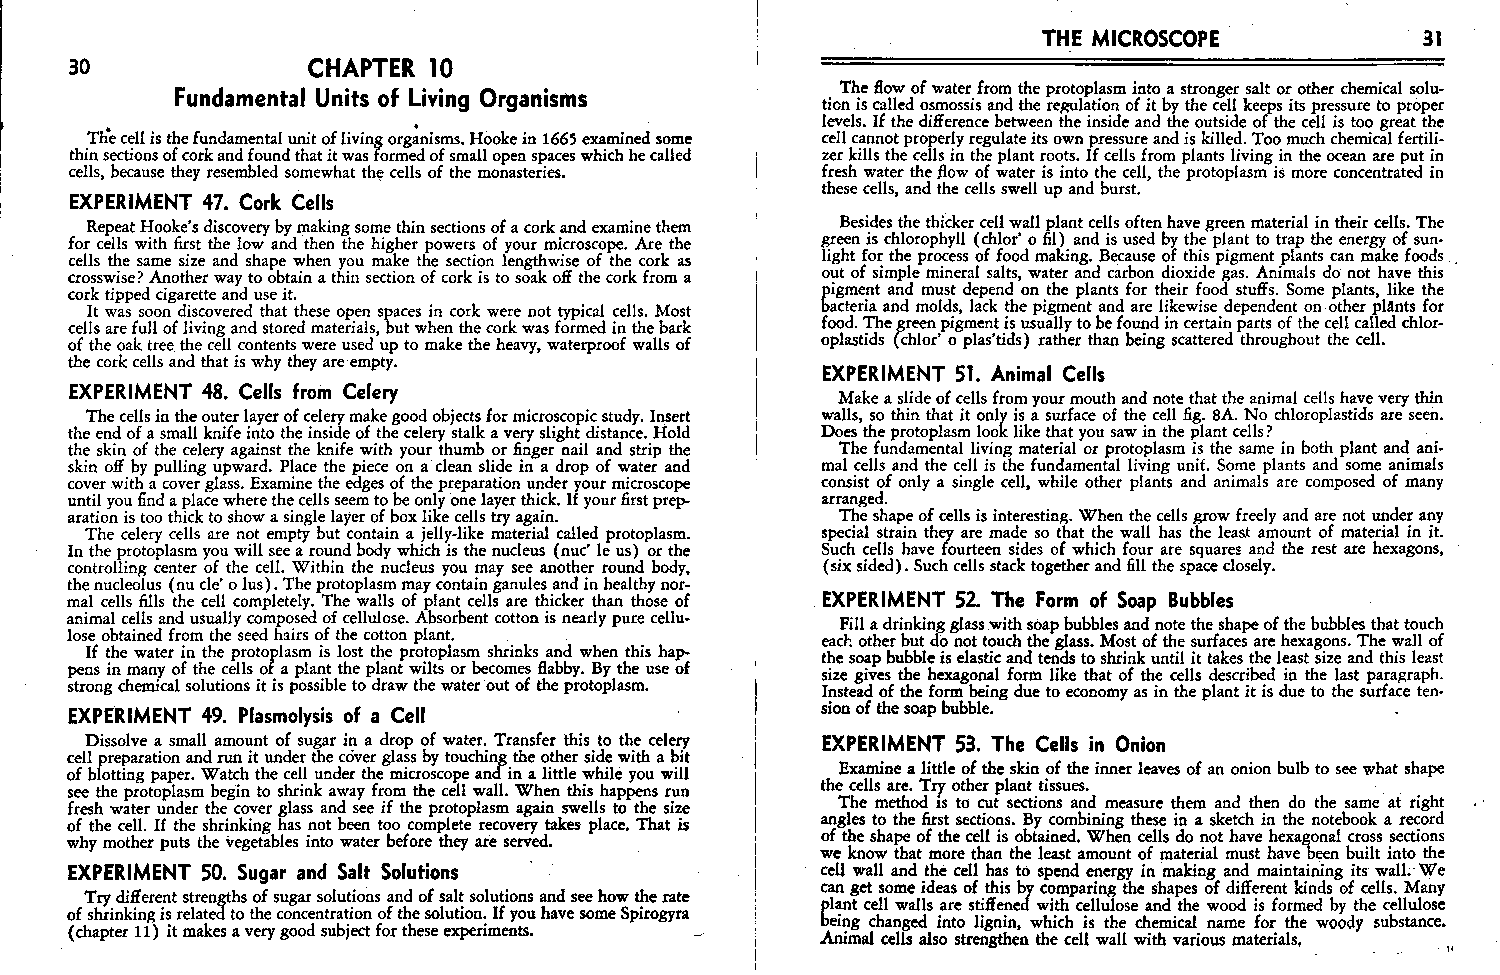 30
CHAPTER 10
Fundamental Units of Living Organisms
The cell is the fundamental unit of living organisms. Hooke in 1665 examined some
thin sections of cork and found that it was formed of small open spaces which he called
cells, because they resembled somewhat the cells of the monasteries.
EXPERIMENT 47. Cork Cells
Repeat Hooke's discovery by making some thin sections of a cork and examine them
for cells with first the low and then the higher powers of your microscope. Are the
cells the same size and shape when you make the section lengthwise of the cork as
crosswise? Another way to obtain a thin section of cork is to soak off the cork from a
cork tipped cigarette and use it.
It was soon discovered that these open spaces in cork were not typical cells. Most
cells are full of living and stored materials, but when the cork was formed in the bark
of the oak tree the cell contents were used up to make the heavy, waterproof walls of
the cork cells and that is why they are empty.
EXPERIMENT 48. Cells from Celery
The cells in the outer layer of celery make good objects for microscopic study. Insert
the end of a small knife into the inside of the celery stalk a very slight distance. Hold
the skin of the celery against the knife with your thumb or finger nail and strip the
skin off by pulling upward. Place the piece on a clean slide in a drop of water and
cover with a cover glass. Examine the edges of the preparation under your microscope
until you find a place where the cells seem to be only one layer thick. If your first prep-
aration is too thick to show a single layer of box like cells try again.
The celery cells are not empty but contain a jelly-like material called protoplasm.
In the protoplasm you will see a round body which is the nucleus (nuc' le us) or the
controlling center of the cell. Within the nucleus you may see another round body,
the nucleolus (nu cle' o lus). The protoplasm may contain ganules and in healthy nor-
mal cells fills the cell completely. The walls of plant cells are thicker than those of
animal cells and usually composed of cellulose. Absorbent cotton is nearly pure cellu-
lose obtained from the seed hairs of the cotton plant.
If the water in the protoplasm is lost the protoplasm shrinks and when this hap-
pens in many of the cells of a plant the plant wilts or becomes flabby. By the use of
strong chemical solutions it is possible to draw the water out of the protoplasm.
EXPERIMENT 49. Plasmolysis of a Cell
Dissolve a small amount of sugar in a drop of water. Transfer this to the celery
cell preparation and run it under the cover glass by touching the other side with a bit
of blotting paper. Watch the cell under the microscope and in a little while you will
see the protoplasm begin to shrink away from the cell wall. When this happens run
fresh water under the cover glass and see if the protoplasm again swells to the size
of the cell. If the shrinking has not been too complete recovery takes place. That is
why mother puts the vegetables into water before they are served.
EXPERIMENT 50. Sugar and Salt Solutions
Try different strengths of sugar solutions and of salt solutions and see how the rate
of shrinking is related to the concentration of the solution. If you have some Spirogyra
(chapter 11) it makes a very good subject for these experiments.
THE MICROSCOPE 31
The flow of water from the protoplasm into a stronger salt or other chemical solu-
tion is called osmossis and the regulation of it by the cell keeps its pressure to proper
levels. If the difference between the inside and the outside of the cell is too great the
cell cannot properly regulate its own pressure and is killed. Too much chemical fertili-
zer kills the cells in the plant roots. If cells from plants living in the ocean are put in
fresh water the flow of water is into the cell, the protoplasm is more concentrated in
these cells, and the cells swell up and burst.
Besides the thicker cell wall plant cells often have green material in their cells. The
green is chlorophyll (chlor' o fil) and is used by the plant to trap the energy of sun-
light for the process of food making. Because of this pigment plants can make foods
out of simple mineral salts, water and carbon dioxide gas. Animals do not have this
pigment and must depend on the plants for their food stuffs. Some plants, like the
bacteria and molds, lack the pigment and are likewise dependent on other plants for
food. The green pigment is usually to be found in certain parts of the cell called chlor-
oplastids (chlor' o plas'tids) rather than being scattered throughout the cell.
EXPERIMENT 51. Animal Cells
Make a slide of cells from your mouth and note that the animal cells have very thin
walls, so thin that it only is a surface of the cell fig. 8A. No chloroplastids are seen.
Does the protoplasm look like that you saw in the plant cells?
The fundamental living material or protoplasm is the same in both plant and ani-
mal cells and the cell is the fundamental living unit. Some plants and some animals
consist of only a single cell, while other plants and animals are composed of many
arranged.
The shape of cells is interesting. When the cells grow freely and are not under any
special strain they are made so that the wall has the least amount of material in it.
Such cells have fourteen sides of which four are squares and the rest are hexagons,
(six sided). Such cells stack together and fill the space closely.
EXPERIMENT 52. The Form of Soap Bubbles
Fill a drinking glass with soap bubbles and note the shape of the bubbles that touch
each other but do not touch the glass. Most of the surfaces are hexagons. The wall of
the soap bubble is elastic and tends to shrink until it takes the least size and this least
size gives the hexagonal form like that of the cells described in the last paragraph.
Instead of the form being due to economy as in the plant it is due to the surface ten-
sion of the soap bubble.
EXPERIMENT 53. The Cells in Onion
Examine a little of the skin of the inner leaves of an onion bulb to see what shape
the cells are. Try other plant tissues.
The method is to cut sections and measure them and then do the same at right
angles to the first sections. By combining these in a sketch in the notebook a record
of the shape of the cell is obtained. When cells do not have hexagonal cross sections
we know that more than the least amount of material must have been built into the
cell wall and the cell has to spend energy in making and maintaining its wall. We
can get some ideas of this by comparing the shapes of different kinds of cells. Many
plant cell walls are stiffened with cellulose and the wood is formed by the cellulose
being changed into lignin, which is the chemical name for the woody substance.
Animal cells also strengthen the cell wall with various materials.